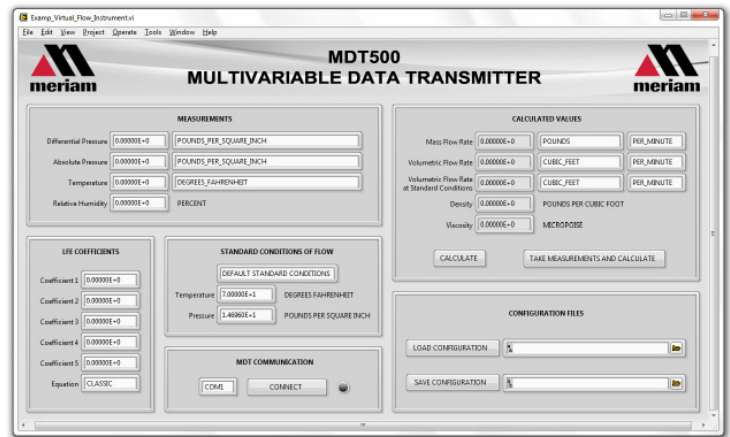 Examp_Virtual_Flow_Instrument.vi
File Edit View Project Operate Tools Window Help
MDT500
MULTIVARIABLE DATA TRANSMITTER
meriam
meriam
MEASUREMENTS
Differential Pressure 0.00000E+0 POUNDS_PER_SQUARE_INCH
Absolute Pressure 0.00000E+0 POUNDS_PER_SQUARE_INCH
Temperature 0.00000E+0 DEGREES_FAHRENHEIT
Relative Humidity 0.00000E+0 PERCENT
CALCULATED VALUES
Mass Flow Rate 0.00000E+0 POUNDS PER_MINUTE
Volumetric Flow Rate 0.00000E+0 CUBIC_FEET PER_MINUTE
Volumetric Flow Rate
at Standard Conditions 0.00000E+0 CUBIC_FEET PER_MINUTE
Density 0.00000E+0 POUNDS PER CUBIC FOOT
Viscosity 0.00000E+0 MICROPOISE
CALCULATE TAKE MEASUREMENTS AND CALCULATE
LFE COEFFICIENTS
Coefficient 1 0.00000E+0
Coefficient 2 0.00000E+0
Coefficient 3 0.00000E+0
Coefficient 4 0.00000E+0
Coefficient 5 0.00000E+0
Equation CLASSIC
STANDARD CONDITIONS OF FLOW
DEFAULT STANDARD CONDITIONS
Temperature 7.00000E+1 DEGREES FAHRENHEIT
Pressure 1.46960E+1 POUNDS PER SQUARE INCH
MDT COMMUNICATION
COM1 CONNECT
CONFIGURATION FILES
LOAD CONFIGURATION
SAVE CONFIGURATION